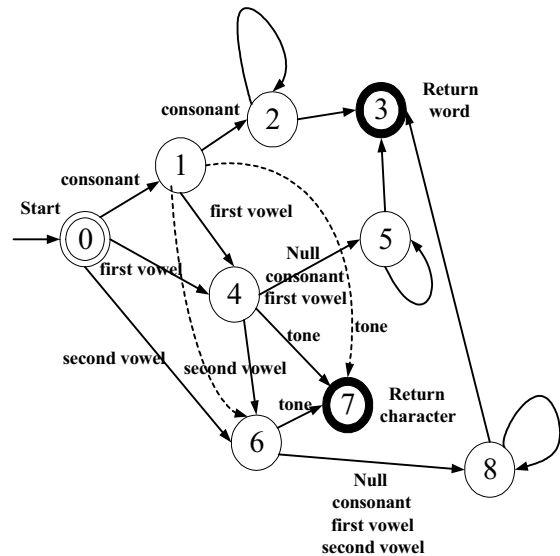 Return
word
3
consonant
2
1
consonant
Start
first vowel
0
5
Null
consonant
first vowel
first vowel
4
tone
tone
second vowel
second vowel
tone
7
Return
character
6
8
Null
consonant
first vowel
second vowel